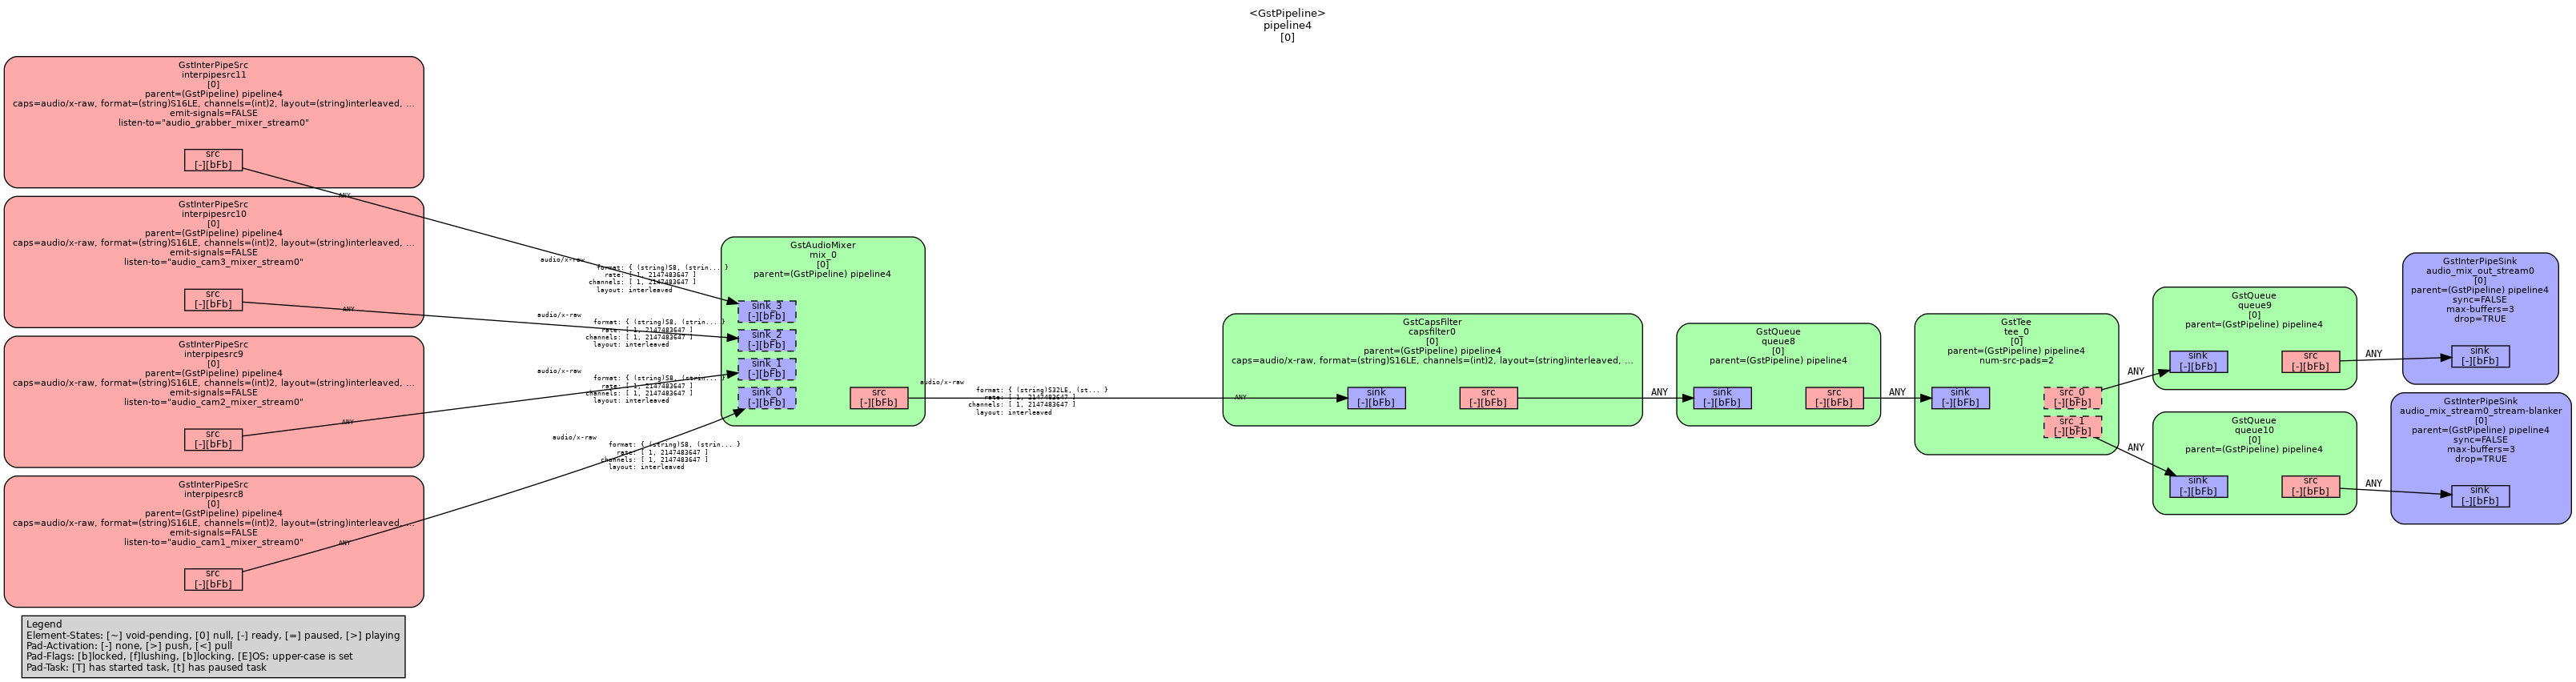 <GstPipeline>
pipeline4
[0]
GstInterPipeSrc
interpipesrc11
[0]
parent=(GstPipeline) pipeline4
caps=audio/x-raw, format=(string)S16LE, channels=(int)2, layout=(string)interleaved, ...
emit-signals=FALSE
listen-to="audio_grabber_mixer_stream0"
src
[-][bFb]
ANY
GstInterPipeSrc
interpipesrc10
[0]
parent=(GstPipeline) pipeline4
caps=audio/x-raw, format=(string)S16LE, channels=(int)2, layout=(string)interleaved, ...
emit-signals=FALSE
listen-to="audio_cam3_mixer_stream0"
src
[-][bFb]
ANY
GstInterPipeSrc
interpipesrc9
[0]
parent=(GstPipeline) pipeline4
caps=audio/x-raw, format=(string)S16LE, channels=(int)2, layout=(string)interleaved, ...
emit-signals=FALSE
listen-to="audio_cam2_mixer_stream0"
src
[-][bFb]
ANY
GstInterPipeSrc
interpipesrc8
[0]
parent=(GstPipeline) pipeline4
caps=audio/x-raw, format=(string)S16LE, channels=(int)2, layout=(string)interleaved, ...
emit-signals=FALSE
listen-to="audio_cam1_mixer_stream0"
src
[-][bFb]
ANY
audio/x-raw
format: { (string)S8, (strin... }
rate: [ 1, 2147483647 ]
channels: [ 1, 2147483647 ]
layout: interleaved
audio/x-raw
format: { (string)S8, (strin... }
rate: [ 1, 2147483647 ]
channels: [ 1, 2147483647 ]
layout: interleaved
audio/x-raw
format: { (string)S8, (strin... }
rate: [ 1, 2147483647 ]
channels: [ 1, 2147483647 ]
layout: interleaved
audio/x-raw
format: { (string)S8, (strin... }
rate: [ 1, 2147483647 ]
channels: [ 1, 2147483647 ]
layout: interleaved
GstAudioMixer
mix_0
[0]
parent=(GstPipeline) pipeline4
sink_3
[-][bFb]
sink_2
[-][bFb]
sink_1
[-][bFb]
sink_0
[-][bFb]
src
[-][bFb]
audio/x-raw
format: { (string)S32LE, (st... }
rate: [ 1, 2147483647 ]
channels: [ 1, 2147483647 ]
layout: interleaved
ANY
GstCapsFilter
capsfilter0
[0]
parent=(GstPipeline) pipeline4
caps=audio/x-raw, format=(string)S16LE, channels=(int)2, layout=(string)interleaved, ...
sink
[-][bFb]
src
[-][bFb]
ANY
GstQueue
queue8
[0]
parent=(GstPipeline) pipeline4
sink
[-][bFb]
src
[-][bFb]
ANY
GstTee
tee_0
[0]
parent=(GstPipeline) pipeline4
num-src-pads=2
sink
[-][bFb]
src_0
[-][bFb]
src_1
[-][bFb]
ANY
ANY
GstQueue
queue9
[0]
parent=(GstPipeline) pipeline4
sink
[-][bFb]
src
[-][bFb]
ANY
GstQueue
queue10
[0]
parent=(GstPipeline) pipeline4
sink
[-][bFb]
src
[-][bFb]
ANY
GstInterPipeSink
audio_mix_out_stream0
[0]
parent=(GstPipeline) pipeline4
sync=FALSE
max-buffers=3
drop=TRUE
sink
[-][bFb]
GstInterPipeSink
audio_mix_stream0_stream-blanker
[0]
parent=(GstPipeline) pipeline4
sync=FALSE
max-buffers=3
drop=TRUE
sink
[-][bFb]
Legend
Element-States: [~] void-pending, [0] null, [-] ready, [=] paused, [>] playing
Pad-Activation: [-] none, [>] push, [<] pull
Pad-Flags: [b]locked, [f]lushing, [b]locking, [E]OS; upper-case is set
Pad-Task: [T] has started task, [t] has paused task